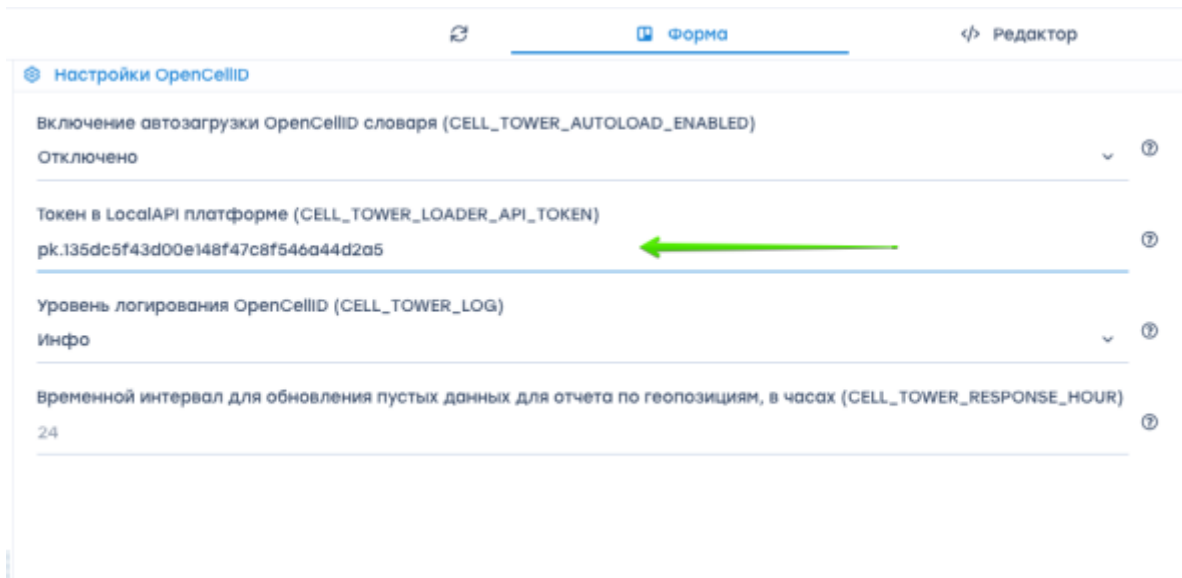 Форма
</> Редактор
Настройки OpenCellID
Включение автозагрузки OpenCellID словаря (CELL_TOWER_AUTOLOAD_ENABLED)
Отключено
Токен в LocalAPI платформе (CELL_TOWER_LOADER_API_TOKEN)
pk.135dc5f43d00e148f47c8f546a44d2a5
Уровень логирования OpenCellID (CELL_TOWER_LOG)
Инфо
Временной интервал для обновления пустых данных для отчета по геопозициям, в часах (CELL_TOWER_RESPONSE_HOUR)
24